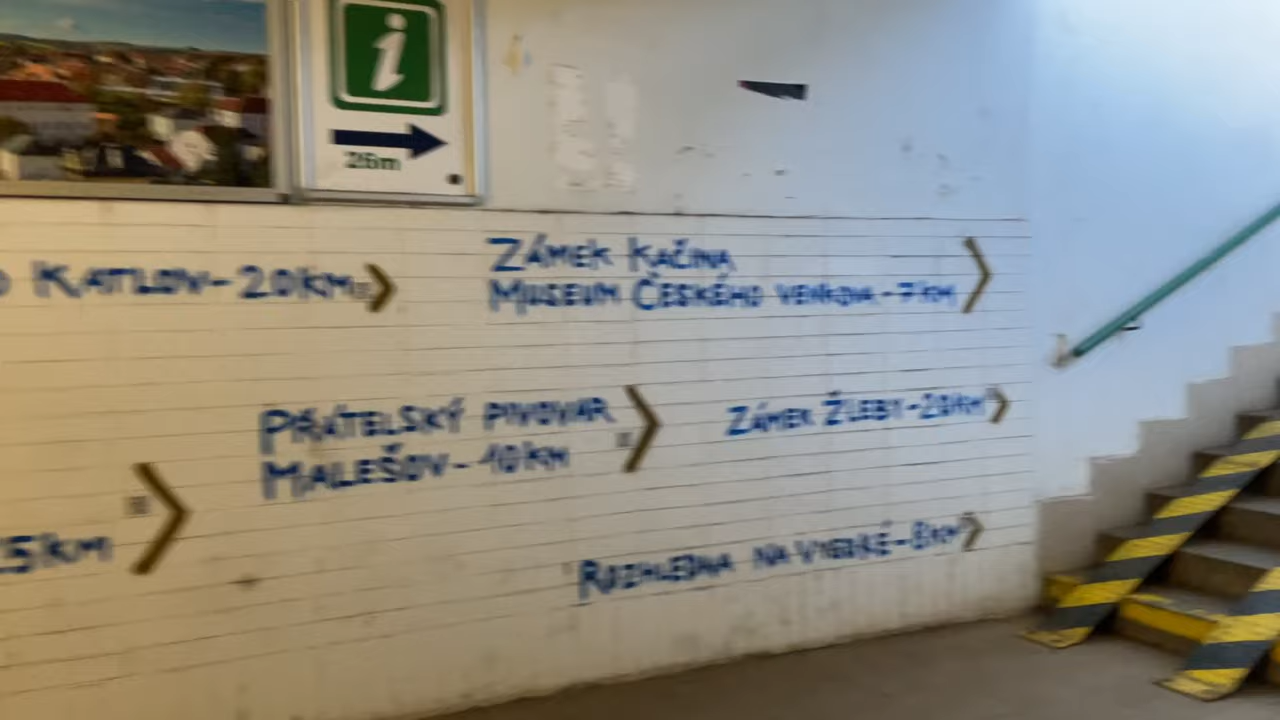 i
26m
KATLOV-20KM
ZÁMEK KAČINA
MUSEUM ČESKÉHO VENKOVA-7KM
PŘÁTELSKÝ PIVOVAR
MALEŠOV-10KM
ZÁMEK ŽLEBY-20KM
5KM
ROZHLEDNA NA VYSOKÉ-8KM